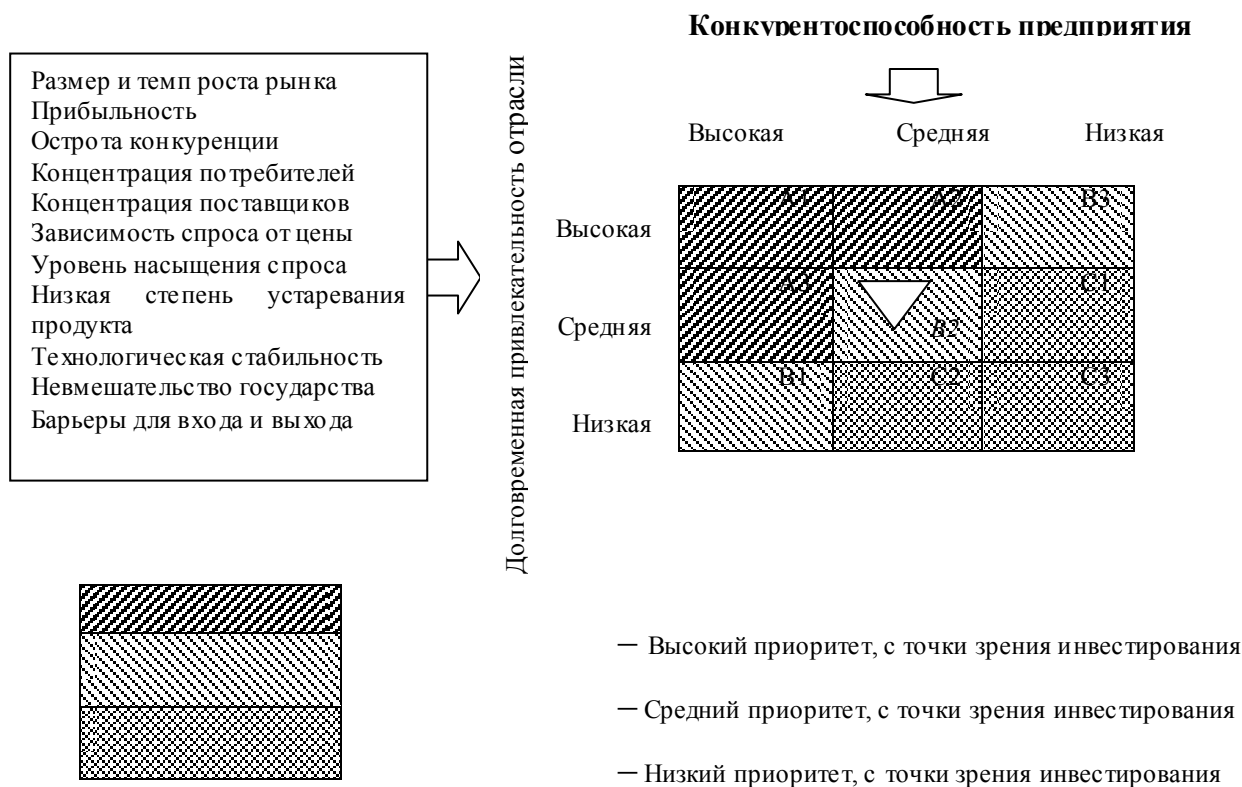 Конкурентоспособность предприятия
Размер и темп роста рынка
Прибыльность
Острота конкуренции
Концентрация потребителей
Концентрация поставщиков
Зависимость спроса от цены
Уровень насыщения спроса
Низкая степень устаревания
продукта
Технологическая стабильность
Невмешательство государства
Барьеры для входа и выхода
Долговременная привлекательность отрасли
Высокая Средняя Низкая
Высокая
A1 A2 B3
Средняя
A3 B2 C1
Низкая
B1 C2 C3
— Высокий приоритет, с точки зрения инвестирования
— Средний приоритет, с точки зрения инвестирования
— Низкий приоритет, с точки зрения инвестирования